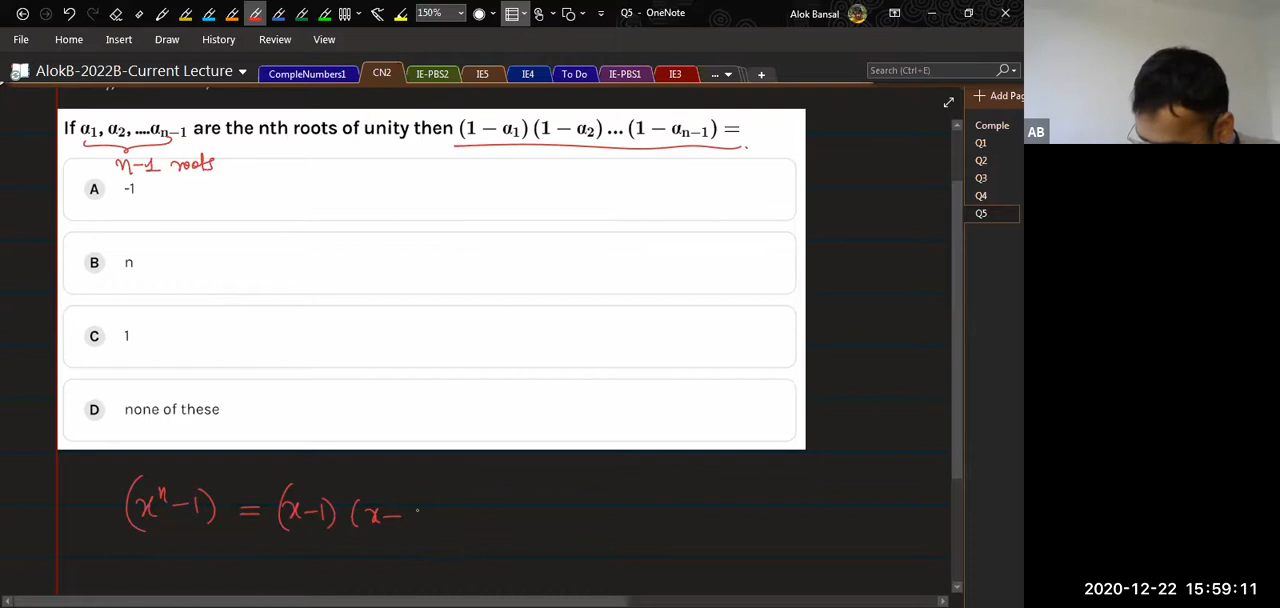 150% Q5 - OneNote Alok Bansal
File Home Insert Draw History Review View
AlokB-2022B-Current Lecture CompleNumbers1 CN2 IE-PBS2 IE5 IE4 To Do IE-PBS1 IE3 ... Search (Ctrl+E)
Add Pag
Comple
Q1
Q2
Q3
Q4
Q5
AB
If α₁, α₂, ....αₙ₋₁ are the nth roots of unity then (1 − α₁) (1 − α₂) ... (1 − αₙ₋₁) =
n-1 roots
A -1
B n
C 1
D none of these
(xⁿ - 1) = (x-1) (x-
2020-12-22 15:59:11